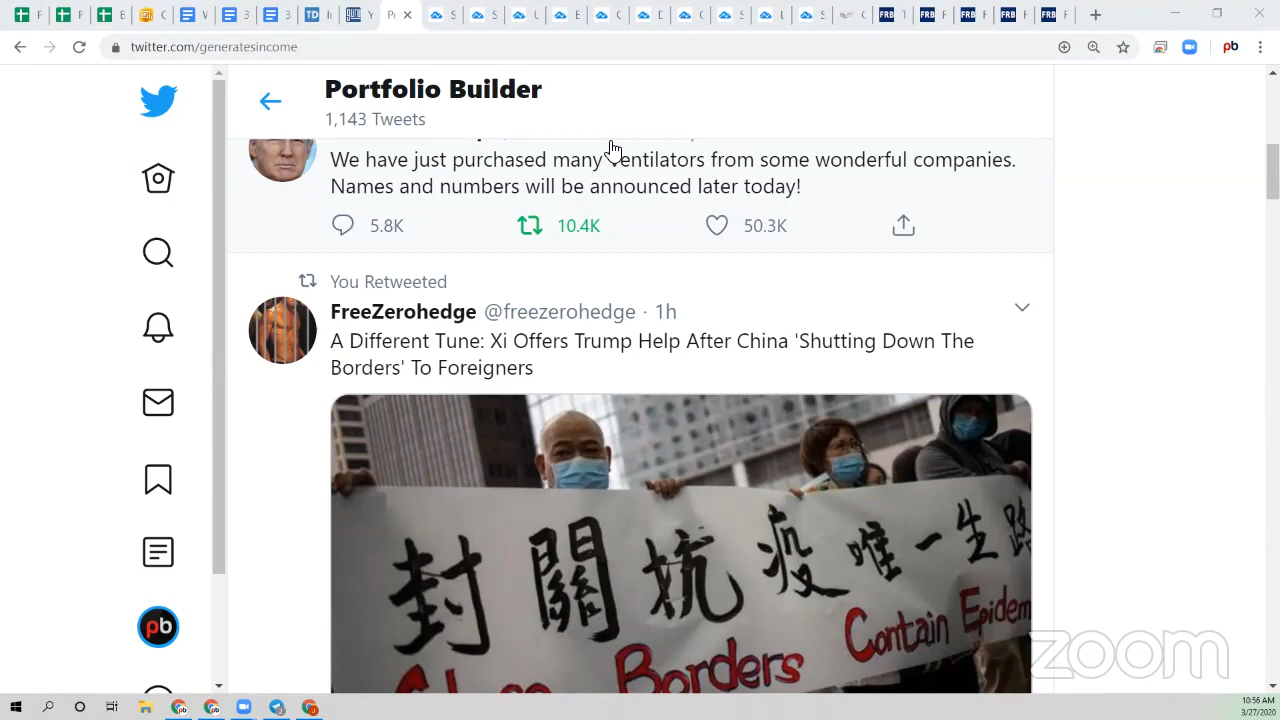 twitter.com/generatesincome
pb
Portfolio Builder
1,143 Tweets
We have just purchased many ventilators from some wonderful companies.
Names and numbers will be announced later today!
5.8K
10.4K
50.3K
You Retweeted
FreeZerohedge @freezerohedge · 1h
A Different Tune: Xi Offers Trump Help After China 'Shutting Down The
Borders' To Foreigners
封關抗疫唯一生路
Borders
Contain Epidem
pb
zoom
10:56 AM
3/27/2020